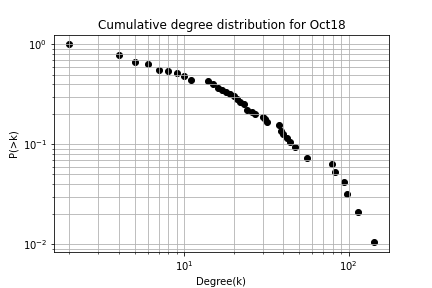 Cumulative degree distribution for Oct18
10⁰
10⁻¹
10⁻²
P(>k)
10¹
10²
Degree(k)